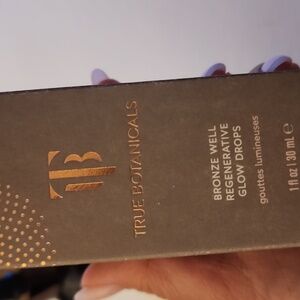 TB
TRUE BOTANICALS
BRONZE WELL
REGENERATIVE
GLOW DROPS
gouttes lumineuses
1 fl oz | 30 ml ℮